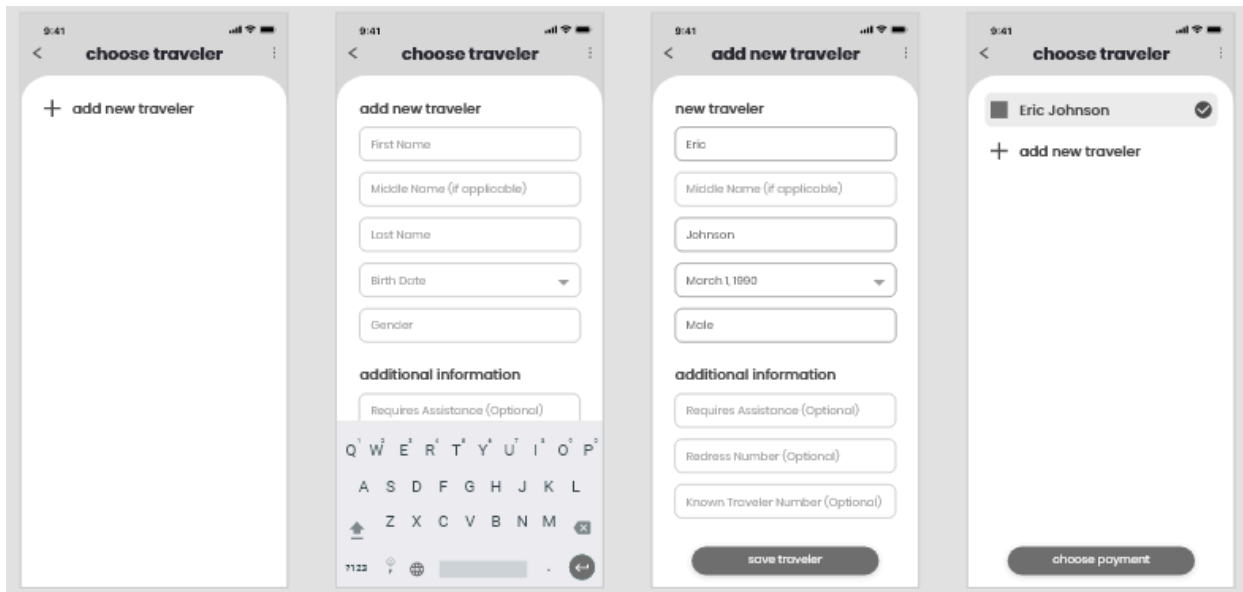 9:41
choose traveler
add new traveler
9:41
choose traveler
add new traveler
First Name
Middle Name (if applicable)
Last Name
Birth Date
Gender
additional information
Requires Assistance (Optional)
Q W E R T Y U I O P
A S D F G H J K L
Z X C V B N M
?123 , .
9:41
add new traveler
new traveler
Eric
Middle Name (if applicable)
Johnson
March 1, 1990
Male
additional information
Requires Assistance (Optional)
Redress Number (Optional)
Known Traveler Number (Optional)
save traveler
9:41
choose traveler
Eric Johnson
add new traveler
choose payment